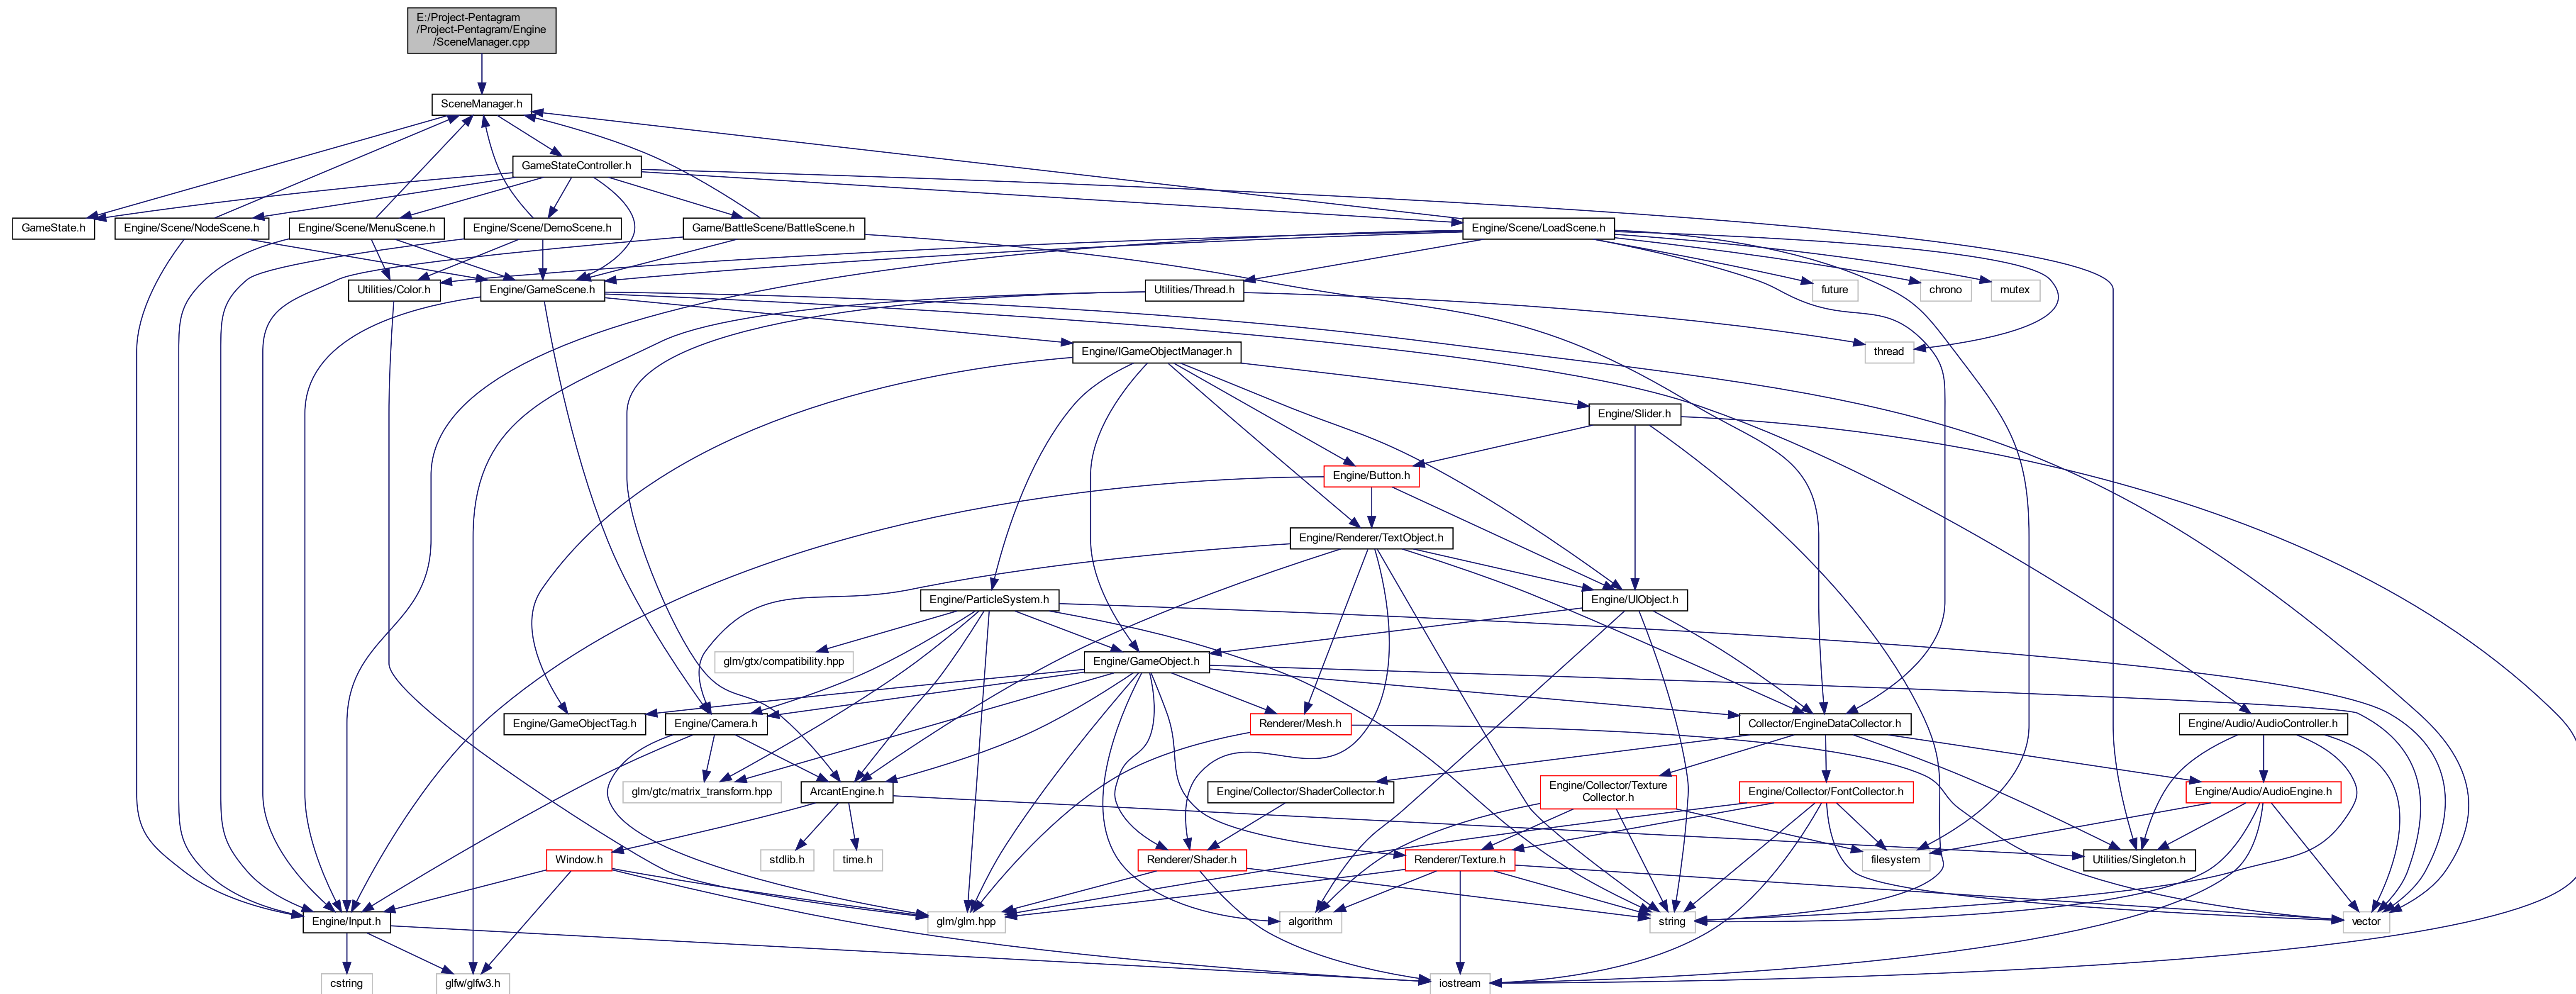 E:/Project-Pentagram
/Project-Pentagram/Engine
/SceneManager.cpp
SceneManager.h
GameStateController.h
GameState.h
Engine/Scene/NodeScene.h
Engine/Scene/MenuScene.h
Engine/Scene/DemoScene.h
Game/BattleScene/BattleScene.h
Engine/Scene/LoadScene.h
Utilities/Color.h
Engine/GameScene.h
Utilities/Thread.h
future
chrono
mutex
Engine/IGameObjectManager.h
thread
Engine/Slider.h
Engine/Button.h
Engine/Renderer/TextObject.h
Engine/ParticleSystem.h
Engine/UIObject.h
glm/gtx/compatibility.hpp
Engine/GameObject.h
Engine/GameObjectTag.h
Engine/Camera.h
Renderer/Mesh.h
Collector/EngineDataCollector.h
Engine/Audio/AudioController.h
glm/gtc/matrix_transform.hpp
ArcantEngine.h
Engine/Collector/ShaderCollector.h
Engine/Collector/Texture
Collector.h
Engine/Collector/FontCollector.h
Engine/Audio/AudioEngine.h
Window.h
stdlib.h
time.h
Renderer/Shader.h
Renderer/Texture.h
filesystem
Utilities/Singleton.h
Engine/Input.h
glm/glm.hpp
algorithm
string
vector
cstring
glfw/glfw3.h
iostream